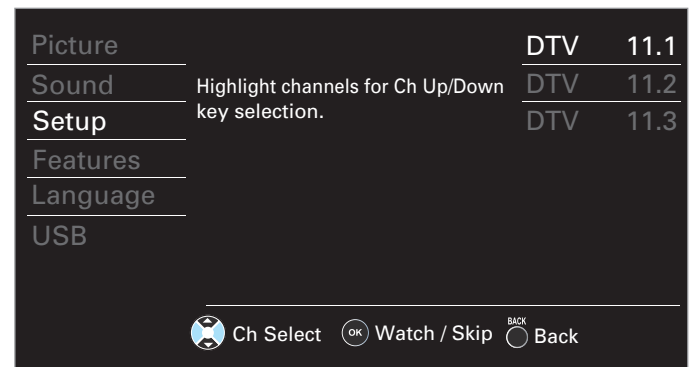 Picture
Sound
Setup
Features
Language
USB
Highlight channels for Ch Up/Down
key selection.
DTV 11.1
DTV 11.2
DTV 11.3
Ch Select OK Watch / Skip BACK Back